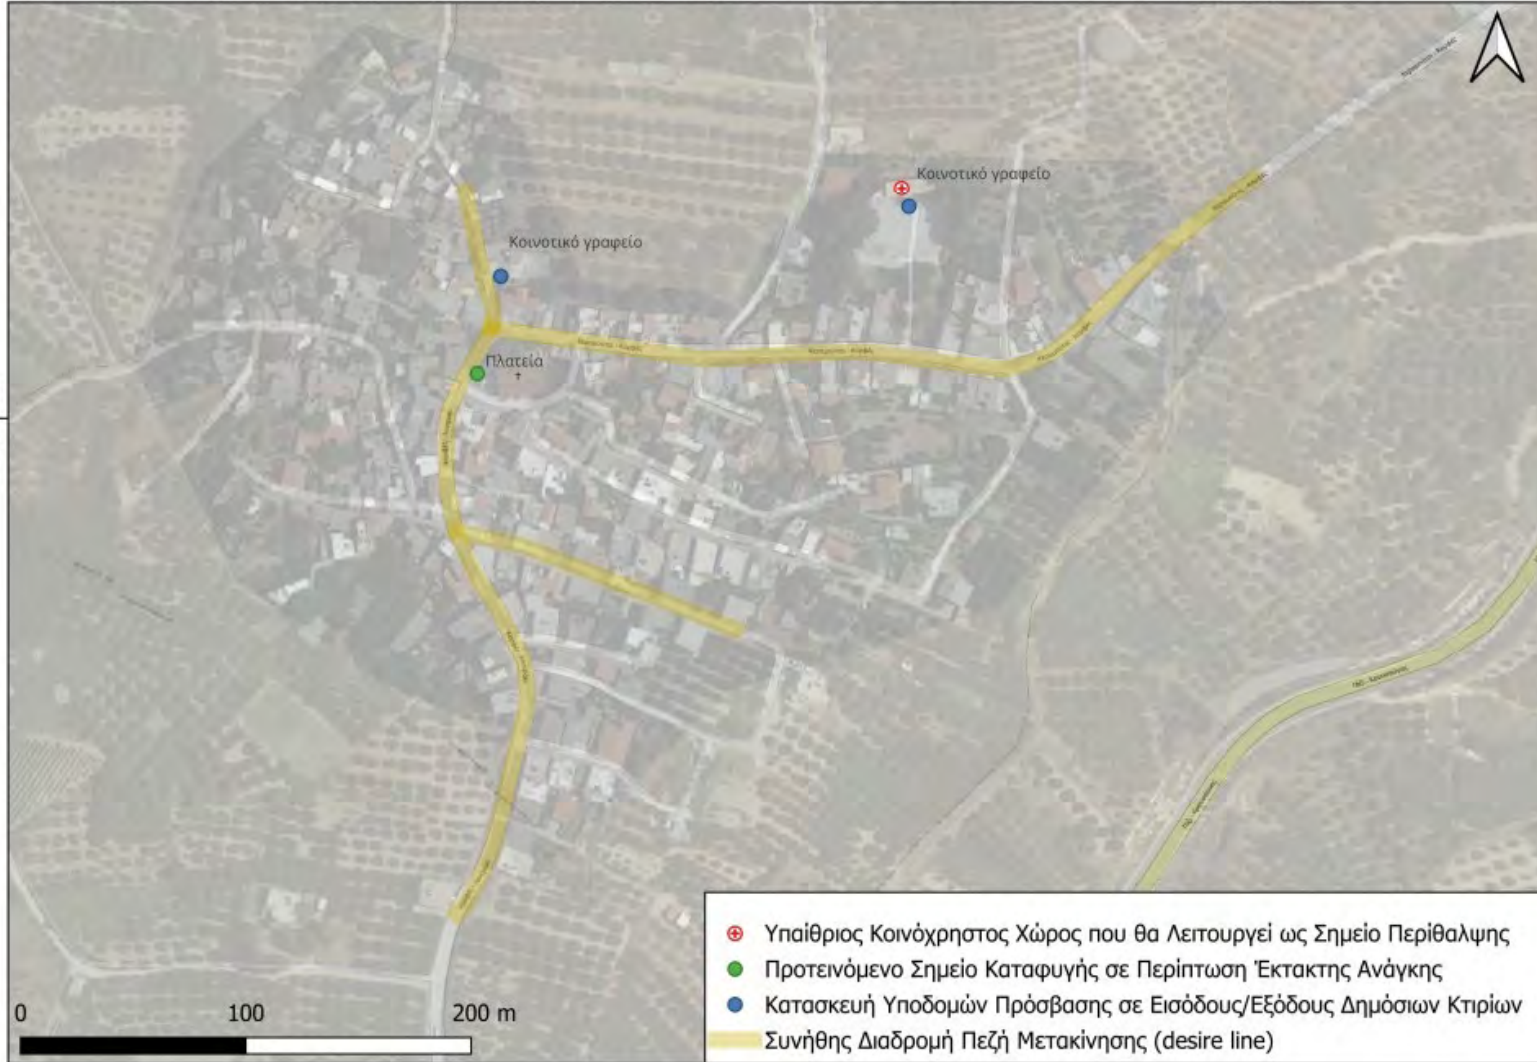 Κοινοτικό γραφείο
Κοινοτικό γραφείο
Πλατεία
Υπαίθριος Κοινόχρηστος Χώρος που θα Λειτουργεί ως Σημείο Περίθαλψης
Προτεινόμενο Σημείο Καταφυγής σε Περίπτωση Έκτακτης Ανάγκης
Κατασκευή Υποδομών Πρόσβασης σε Εισόδους/Εξόδους Δημόσιων Κτιρίων
Συνήθης Διαδρομή Πεζή Μετακίνησης (desire line)
0 100 200 m